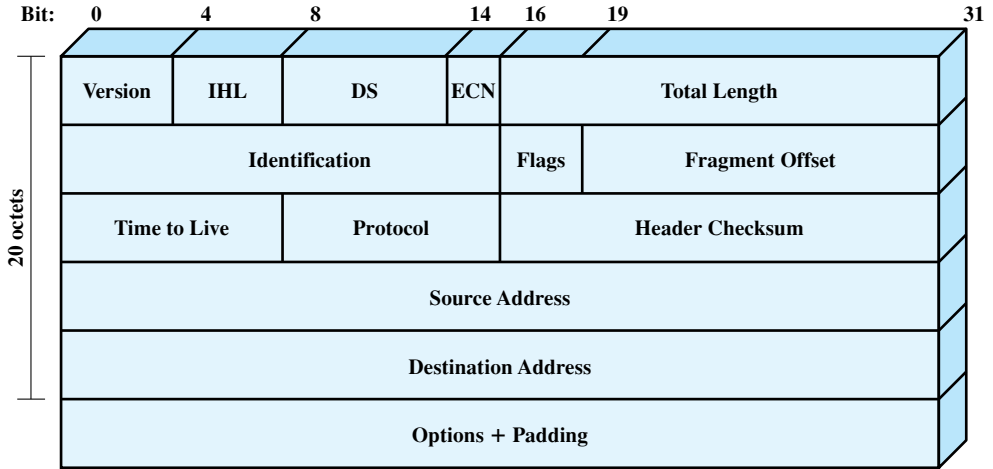 Bit: 0 4 8 14 16 19 31
Version IHL DS ECN Total Length
Identification Flags Fragment Offset
Time to Live Protocol Header Checksum
Source Address
Destination Address
Options + Padding
20 octets